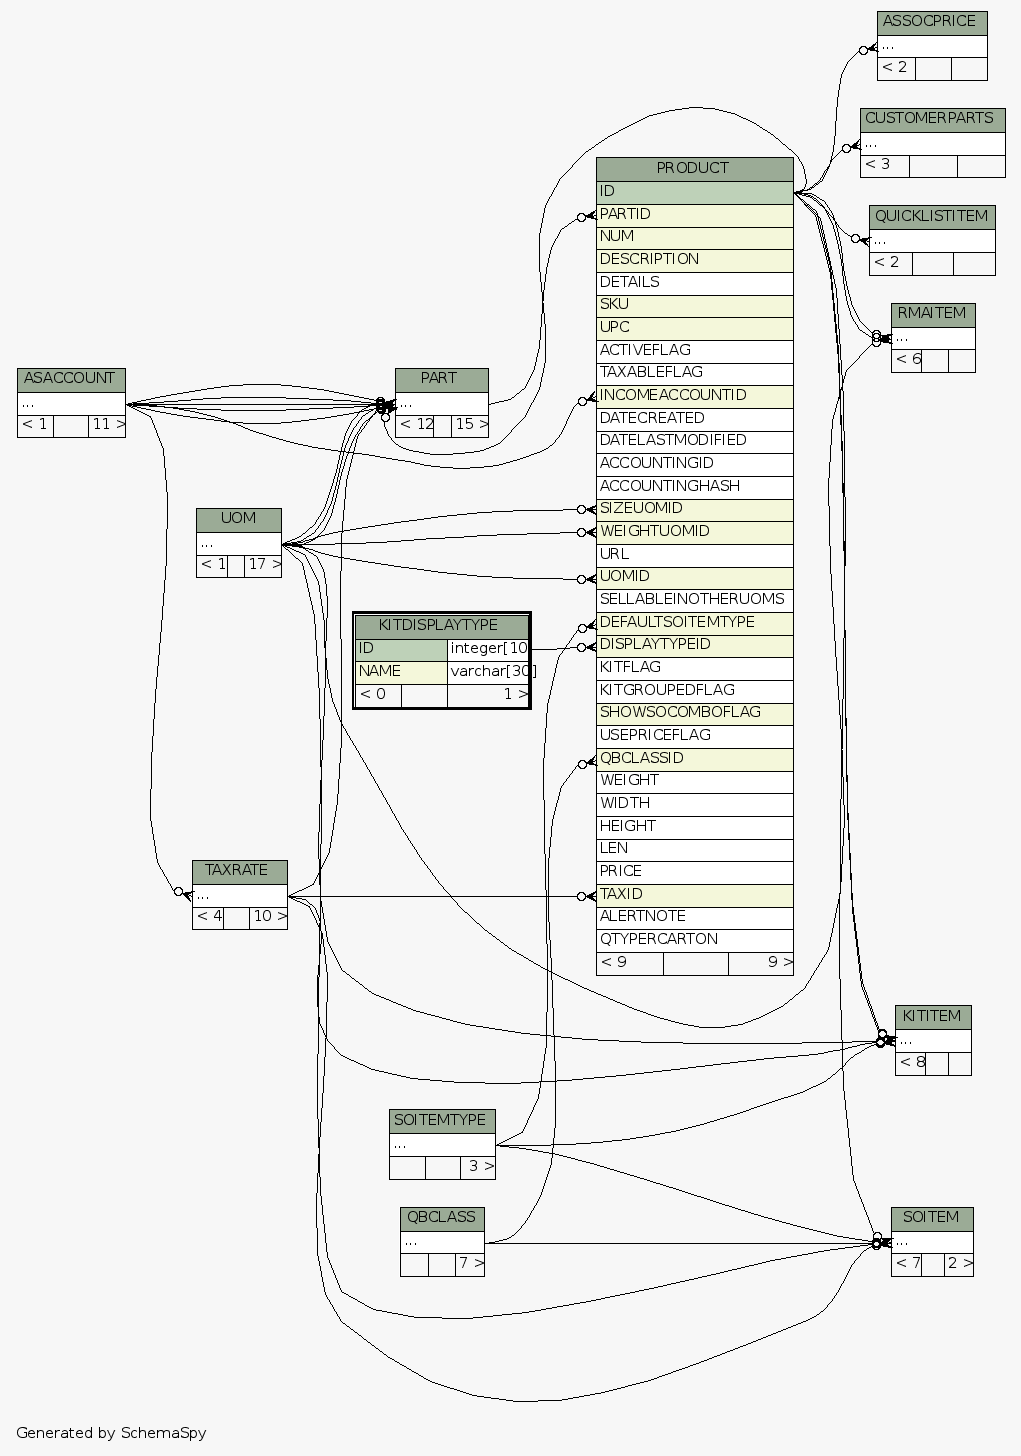 ASSOCPRICE
...
< 2
CUSTOMERPARTS
...
< 3
QUICKLISTITEM
...
< 2
RMAITEM
...
< 6
PRODUCT
ID
PARTID
NUM
DESCRIPTION
DETAILS
SKU
UPC
ACTIVEFLAG
TAXABLEFLAG
INCOMEACCOUNTID
DATECREATED
DATELASTMODIFIED
ACCOUNTINGID
ACCOUNTINGHASH
SIZEUOMID
WEIGHTUOMID
URL
UOMID
SELLABLEINOTHERUOMS
DEFAULTSOITEMTYPE
DISPLAYTYPEID
KITFLAG
KITGROUPEDFLAG
SHOWSOCOMBOFLAG
USEPRICEFLAG
QBCLASSID
WEIGHT
WIDTH
HEIGHT
LEN
PRICE
TAXID
ALERTNOTE
QTYPERCARTON
< 9 9 >
ASACCOUNT
...
< 1 11 >
PART
...
< 12 15 >
UOM
...
< 1 17 >
KITDISPLAYTYPE
ID integer[10
NAME varchar[30]
< 0 1 >
TAXRATE
...
< 4 10 >
KITITEM
...
< 8
SOITEMTYPE
...
3 >
QBCLASS
...
7 >
SOITEM
...
< 7 2 >
Generated by SchemaSpy